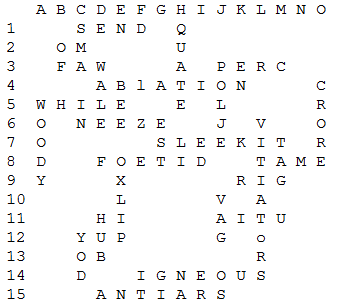 A B C D E F G H I J K L M N O
1 S E N D Q
2 O M U
3 F A W A P E R C
4 A B l A T I O N C
5 W H I L E E L R
6 O N E E Z E J V O
7 O S L E E K I T R
8 D F O E T I D T A M E
9 Y X R I G
10 L V A
11 H I A I T U
12 Y U P G o
13 O B R
14 D I G N E O U S
15 A N T I A R S